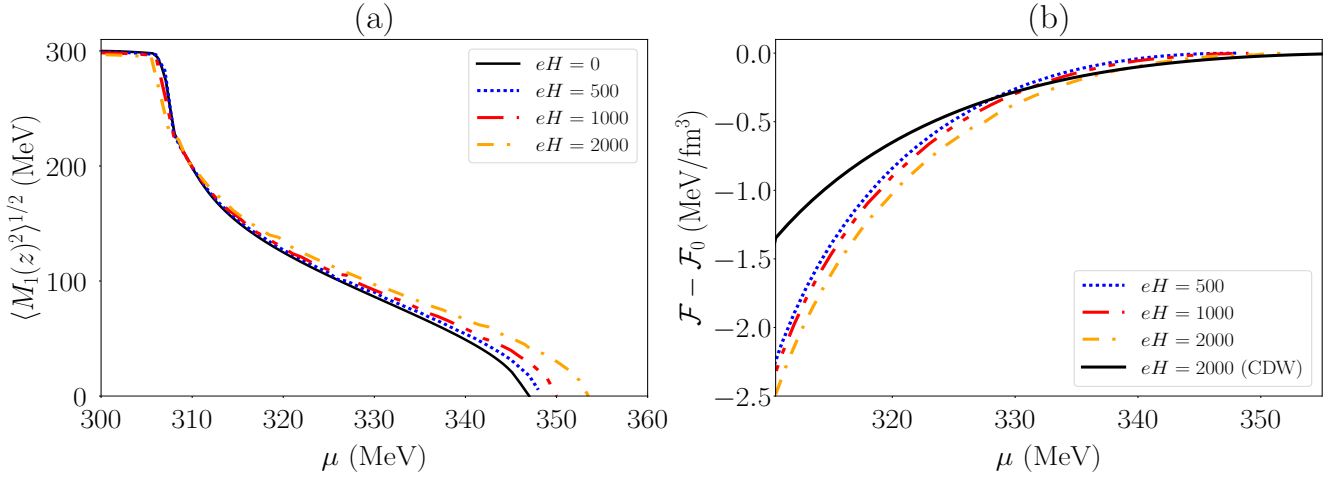 (a)
300
200
100
0
⟨M₁(z)²⟩^{1/2} (MeV)
300 310 320 330 340 350 360
μ (MeV)
eH = 0
eH = 500
eH = 1000
eH = 2000
(b)
0.0
−0.5
−1.0
−1.5
−2.0
−2.5
ℱ − ℱ₀ (MeV/fm³)
320 330 340 350
μ (MeV)
eH = 500
eH = 1000
eH = 2000
eH = 2000 (CDW)